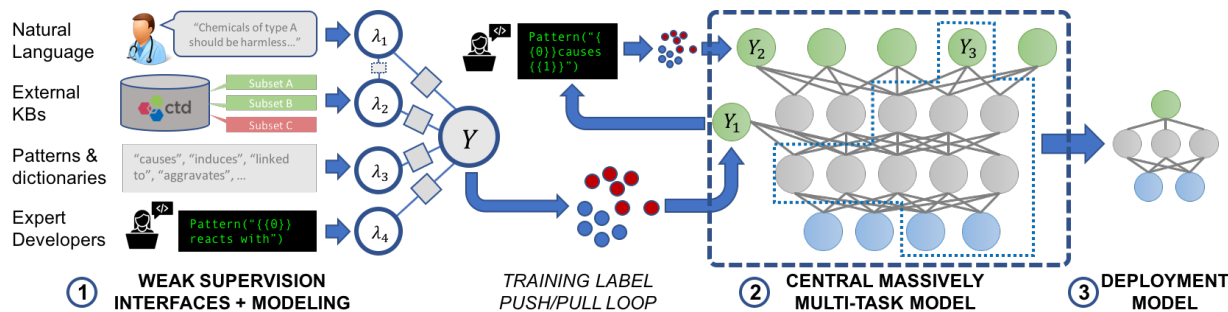 Natural
Language
“Chemicals of type A
should be harmless…”
λ1
External
KBs
ctd
Subset A
Subset B
Subset C
λ2
Patterns &
dictionaries
“causes”, “induces”, “linked
to”, “aggravates”, …
λ3
Expert
Developers
</>
Pattern("{{0}}
reacts with")
λ4
Y
</>
Pattern("{
{0}}causes
{{1}}")
Y1
Y2
Y3
1
WEAK SUPERVISION
INTERFACES + MODELING
TRAINING LABEL
PUSH/PULL LOOP
2
CENTRAL MASSIVELY
MULTI-TASK MODEL
3
DEPLOYMENT
MODEL